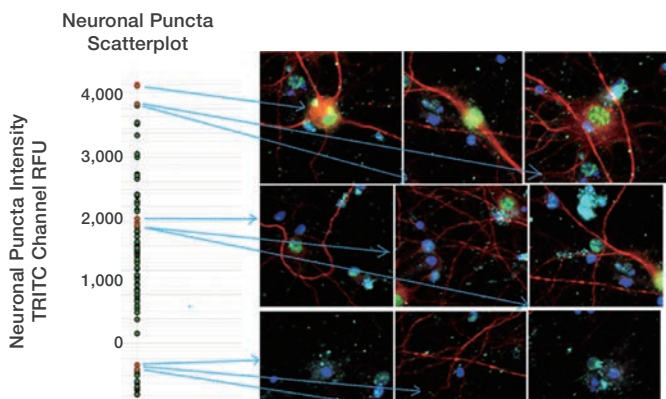 Neuronal Puncta
Scatterplot
Neuronal Puncta Intensity
TRITC Channel RFU
4,000
3,000
2,000
1,000
0